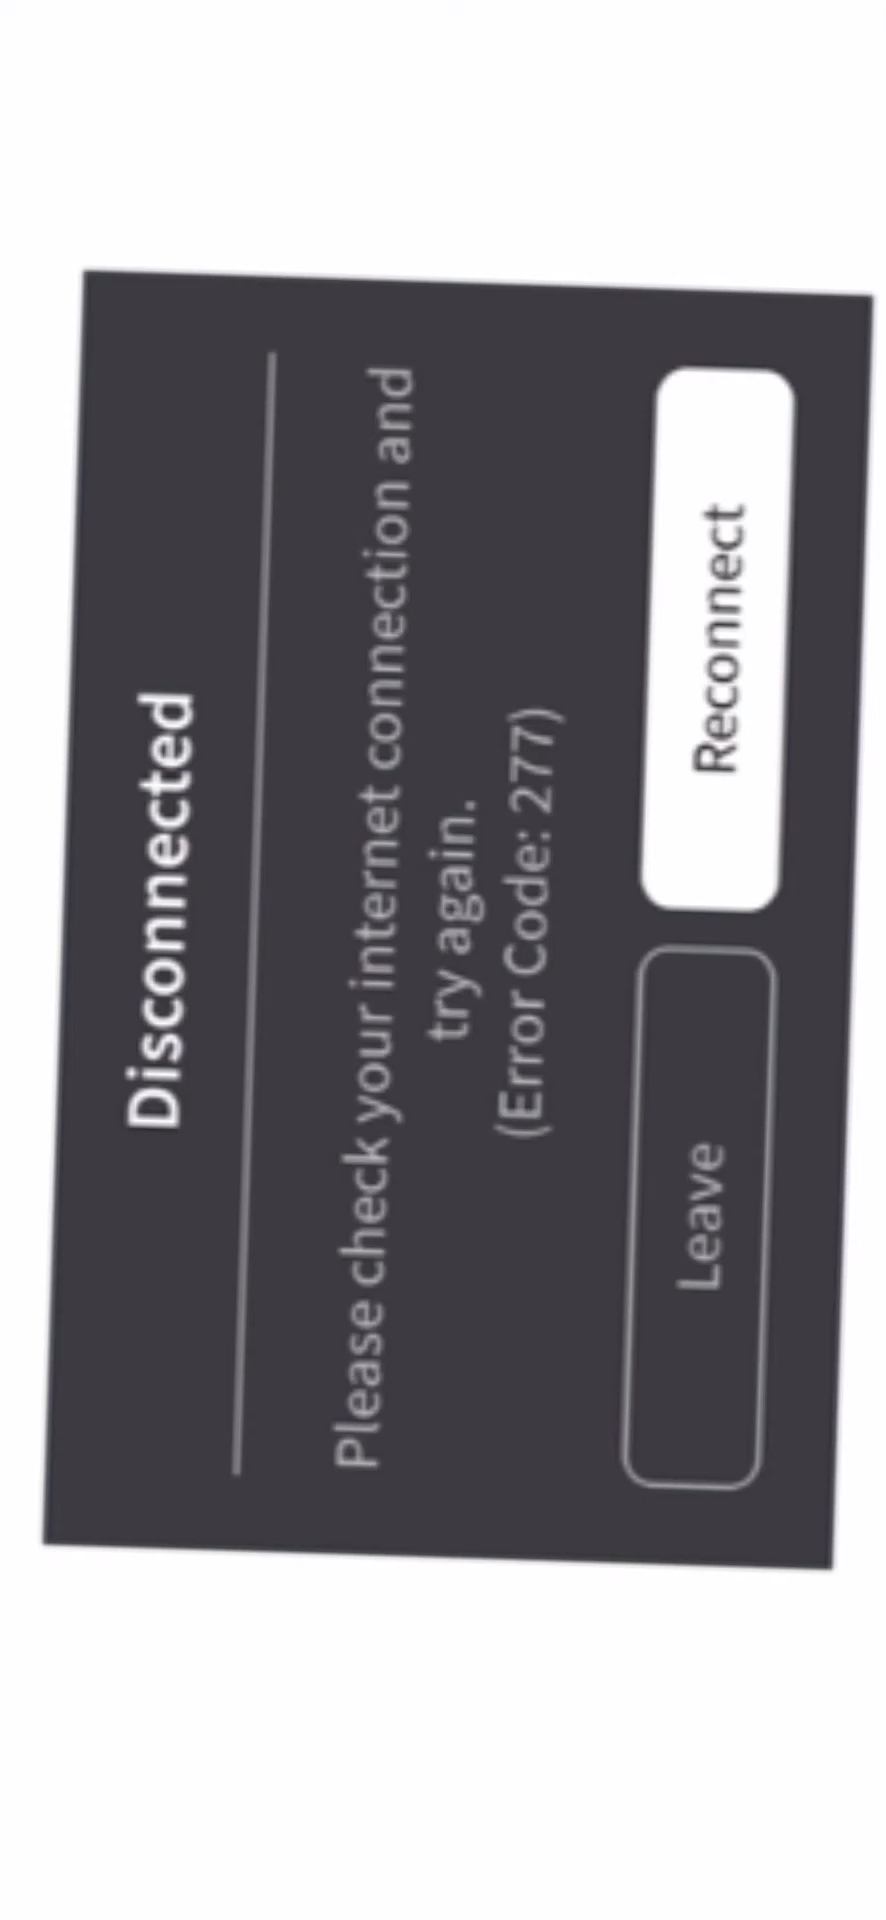 Disconnected
Please check your internet connection and
try again.
(Error Code: 277)
Leave
Reconnect